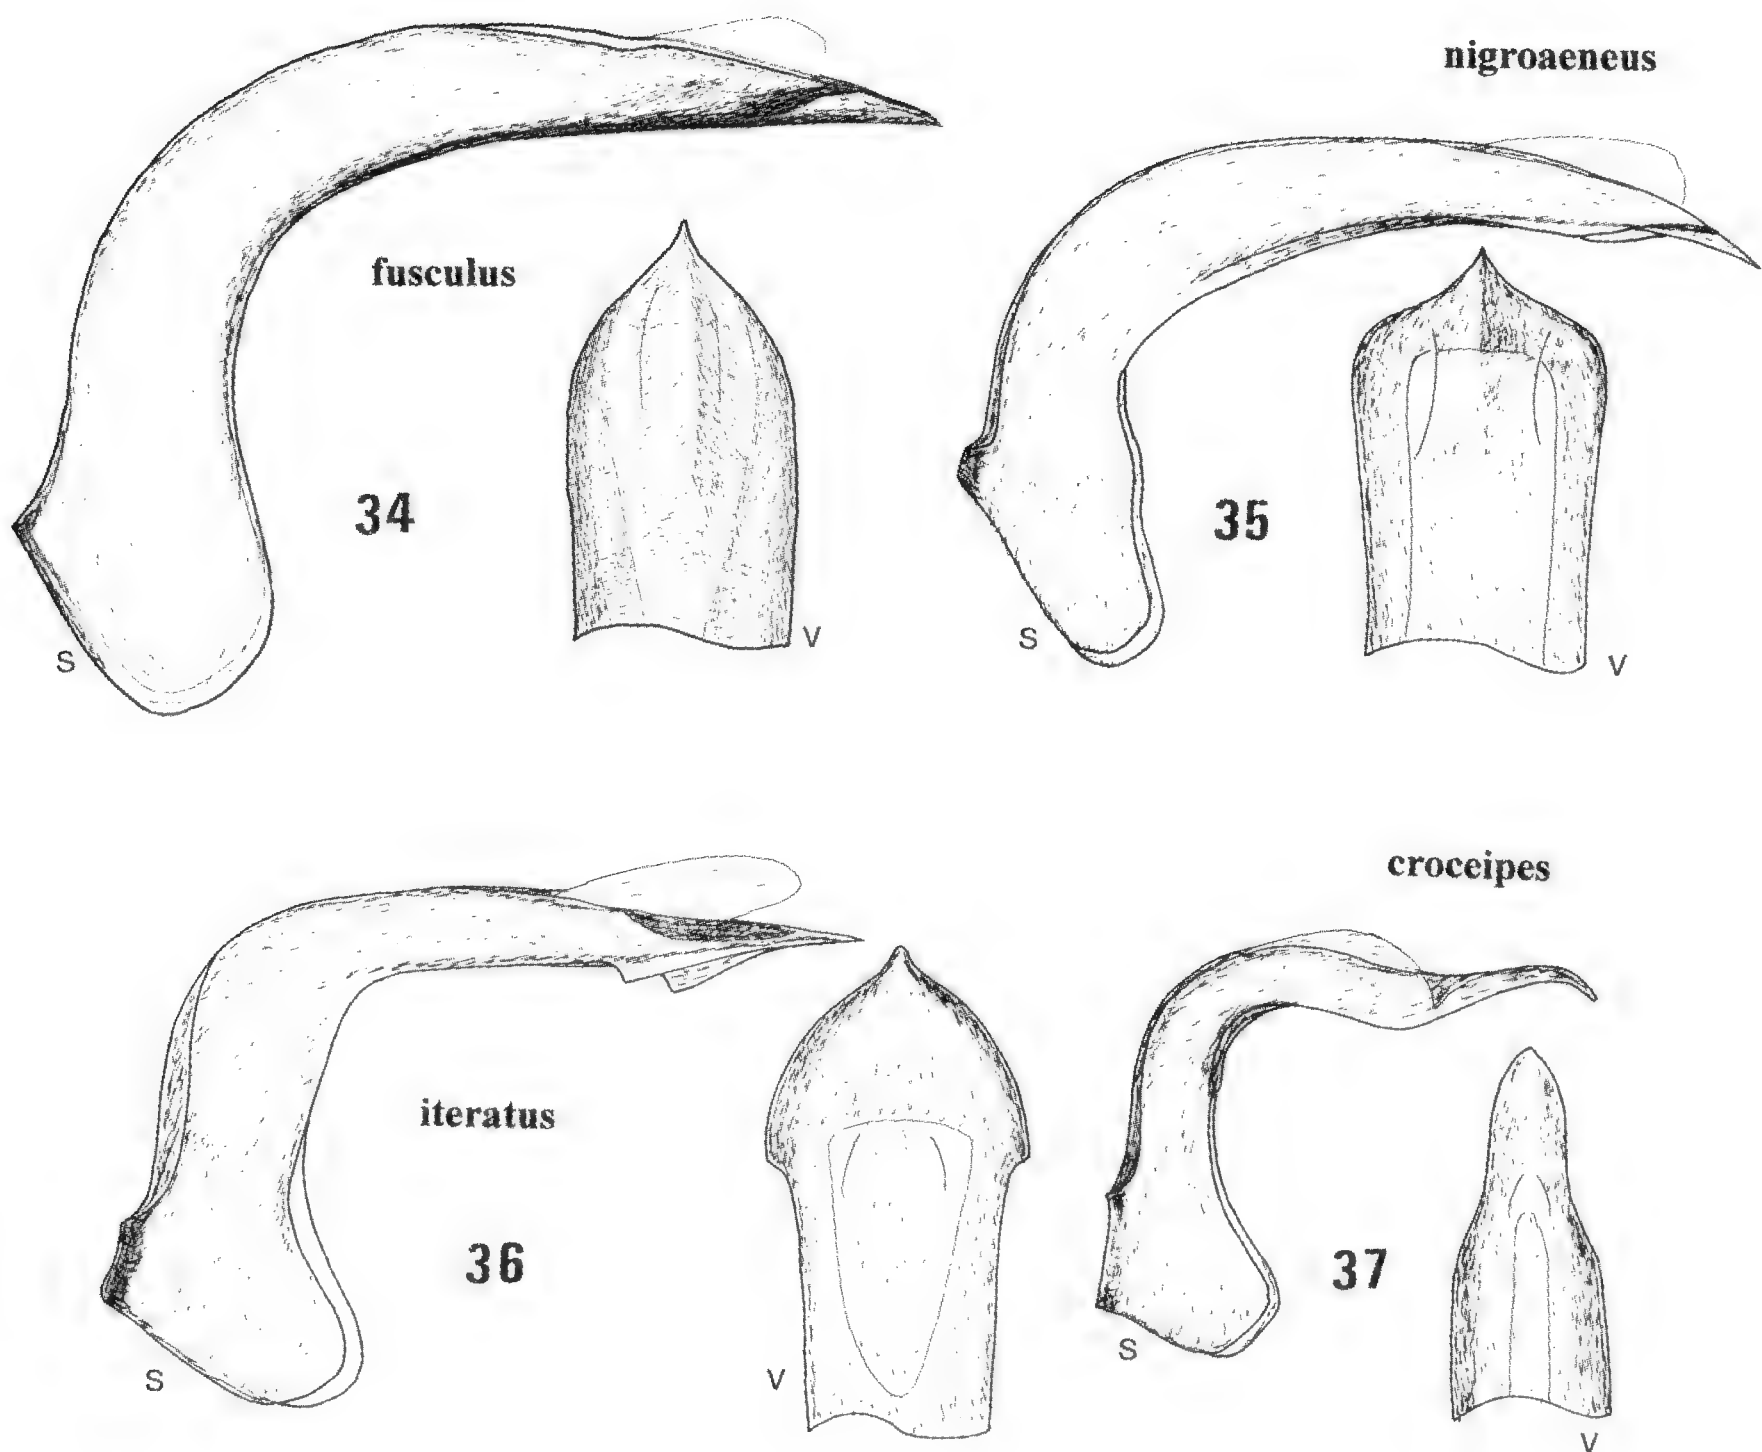 nigroaeneus
fusculus
34
35
S
V
S
V
croceipes
iteratus
36
37
S
V
S
V